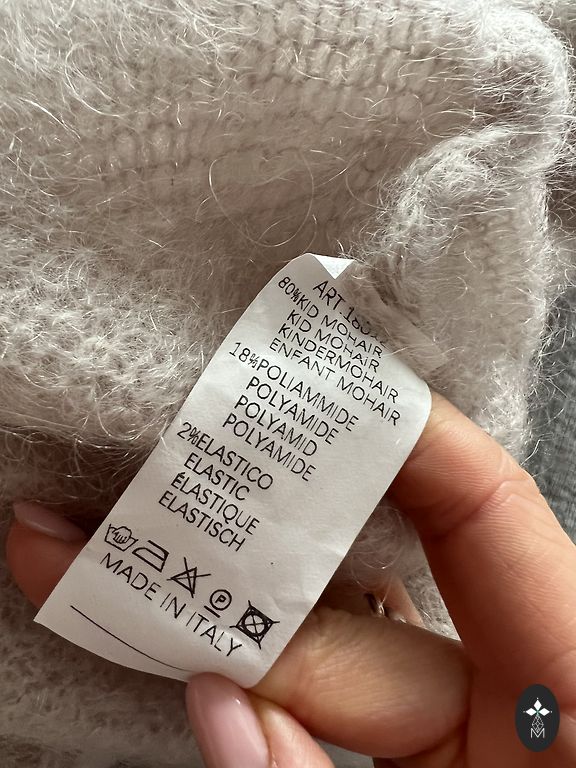 ART.
80%KID MOHAIR
KID MOHAIR
KINDERMOHAIR
ENFANT MOHAIR
18%POLIAMMIDE
POLYAMIDE
POLYAMID
POLYAMIDE
2%ELASTICO
ELASTIC
ÉLASTIQUE
ELASTISCH
P
MADE IN ITALY
M